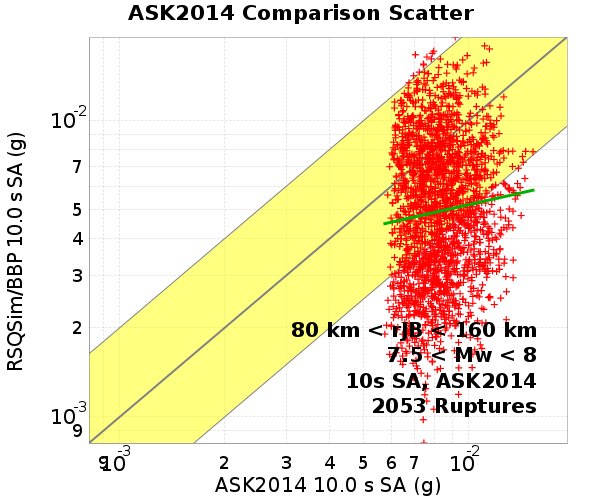 ASK2014 Comparison Scatter
RSQSim/BBP 10.0 s SA (g)
10-2
7
5
4
3
2
10-3
9
80 km < rJB < 160 km
7.5 < Mw < 8
10s SA, ASK2014
2053 Ruptures
9 10-3 2 3 4 5 6 7 10-2
ASK2014 10.0 s SA (g)